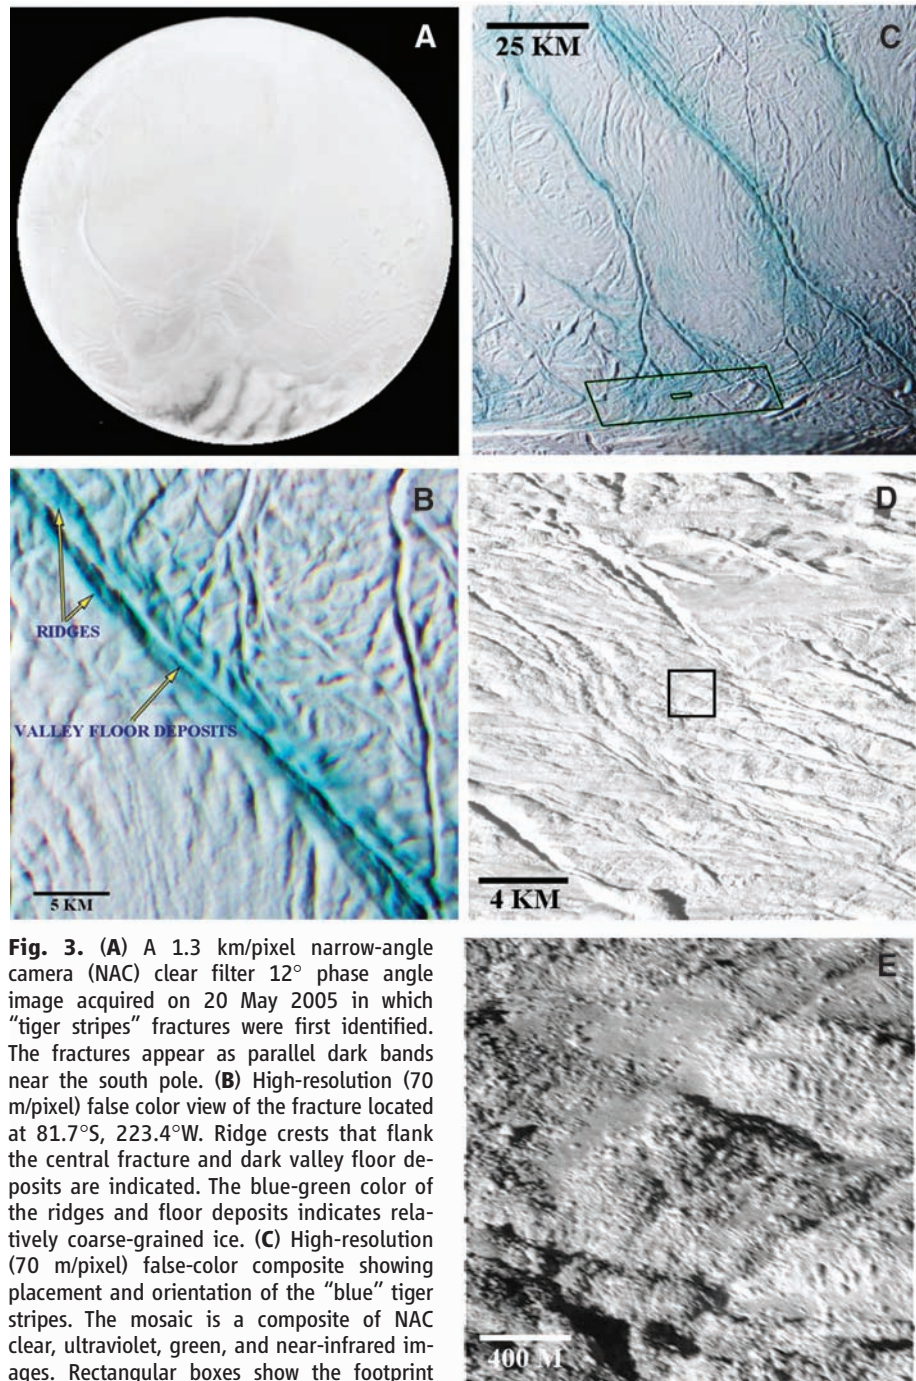 A
25 KM
C
B
RIDGES
VALLEY FLOOR DEPOSITS
5 KM
D
4 KM
Fig. 3. (A) A 1.3 km/pixel narrow-angle
camera (NAC) clear filter 12° phase angle
image acquired on 20 May 2005 in which
“tiger stripes” fractures were first identified.
The fractures appear as parallel dark bands
near the south pole. (B) High-resolution (70
m/pixel) false color view of the fracture located
at 81.7°S, 223.4°W. Ridge crests that flank
the central fracture and dark valley floor de-
posits are indicated. The blue-green color of
the ridges and floor deposits indicates rela-
tively coarse-grained ice. (C) High-resolution
(70 m/pixel) false-color composite showing
placement and orientation of the “blue” tiger
stripes. The mosaic is a composite of NAC
clear, ultraviolet, green, and near-infrared im-
ages. Rectangular boxes show the footprint
E
400 M